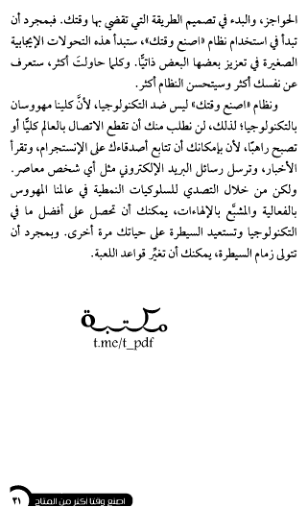 الحواجز، والبدء في تصميم الطريقة التي تقضي بها وقتك. فبمجرد أن
تبدأ في استخدام نظام «اصنع وقتك»، ستبدأ هذه التحولات الإيجابية
الصغيرة في تعزيز بعضها البعض ذاتيًّا. وكلما حاولتَ أكثر، ستعرف
عن نفسك أكثر وسيتحسن النظام أكثر.
ونظام «اصنع وقتك» ليس ضد التكنولوجيا، لأنَّ كلينا مهووسان
بالتكنولوجيا؛ لذلك، لن نطلب منك أن تقطع الاتصال بالعالم كليًّا أو
تصبح راهبًا، لأن بإمكانك أن تتابع أصدقاءك على الإنستجرام، وتقرأ
الأخبار، وترسل رسائل البريد الإلكتروني مثل أي شخص معاصر.
ولكن من خلال التصدي للسلوكيات النمطية في عالمنا المهووس
بالفعالية والمشبَّع بالإلهاءات، يمكنك أن تحصل على أفضل ما في
التكنولوجيا وتستعيد السيطرة على حياتك مرة أخرى. وبمجرد أن
تتولى زمام السيطرة، يمكنك أن تغيِّر قواعد اللعبة.
مكتبة
t.me/t_pdf
اصنع وقتا أكثر من المتاح ٣١